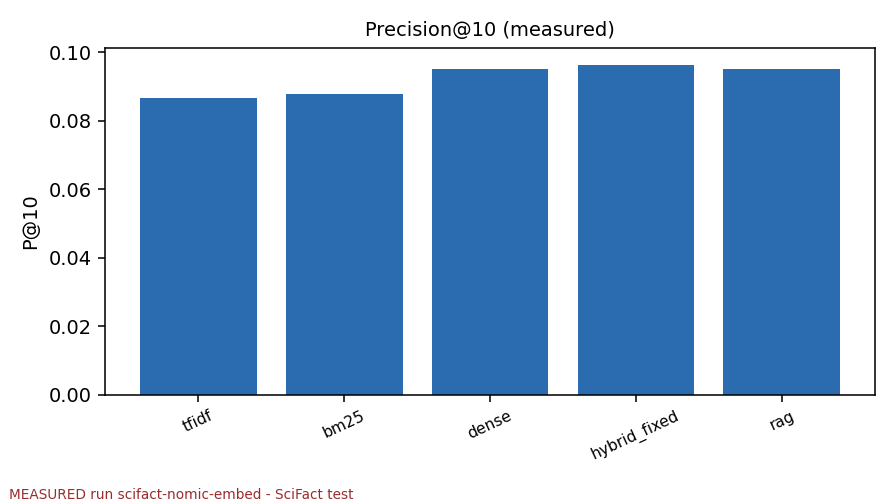 Precision@10 (measured)
P@10
0.10
0.08
0.06
0.04
0.02
0.00
tfidf
bm25
dense
hybrid_fixed
rag
MEASURED run scifact-nomic-embed - SciFact test